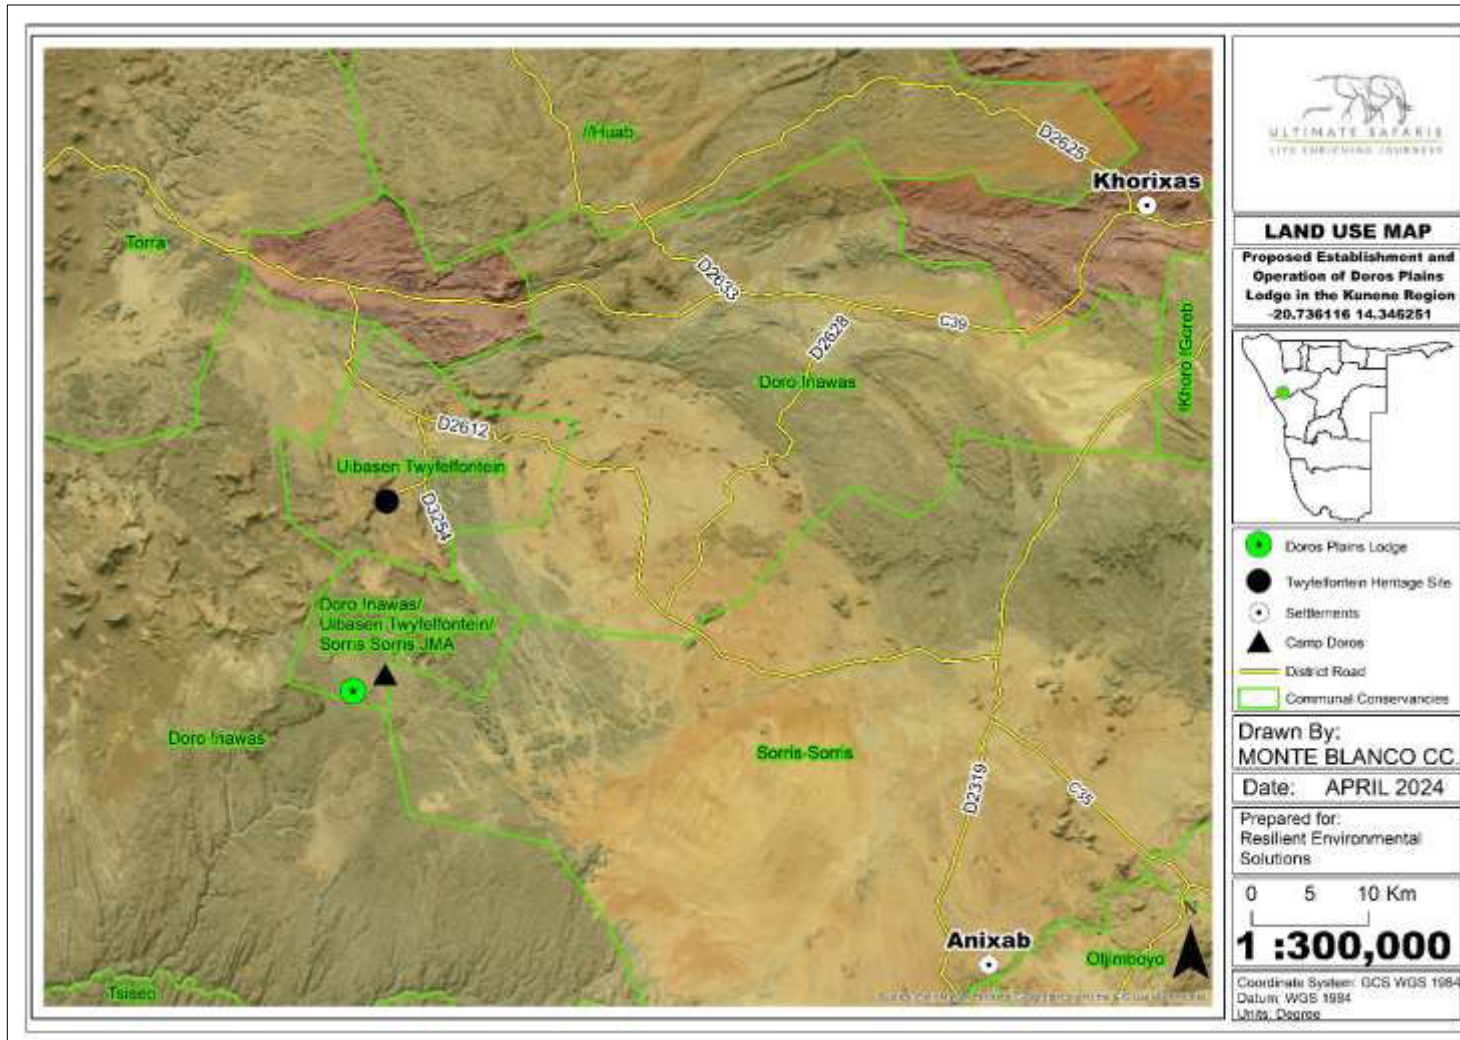 //Huab
D2625
Khorixas
Torra
D2633
C39
D2628
!Khoro !Goreb
Doro !nawas
D2612
Uibasen Twyfelfontein
D3254
Doro !nawas/
Uibasen Twyfelfontein/
Sorris Sorris JMA
Doro !nawas
Sorris-Sorris
D2319
C35
Anixab
Otjimboyo
Tsiseb
N
ULTIMATE SAFARIS
LIFE ENRICHING JOURNEYS
LAND USE MAP
Proposed Establishment and
Operation of Doros Plains
Lodge in the Kunene Region
-20.736116 14.346251
Doros Plains Lodge
Twyfelfontein Heritage Site
Settlements
Camp Doros
District Road
Communal Conservancies
Drawn By:
MONTE BLANCO CC
Date: APRIL 2024
Prepared for:
Resilient Environmental
Solutions
0 5 10 Km
1 :300,000
Coordinate System: GCS WGS 1984
Datum: WGS 1984
Units: Degree